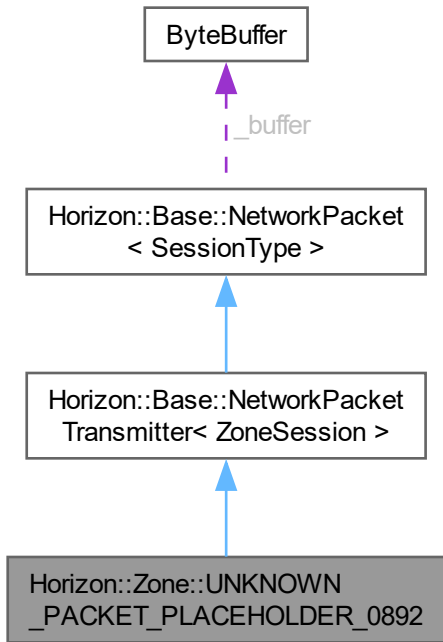 ByteBuffer
_buffer
Horizon::Base::NetworkPacket
< SessionType >
Horizon::Base::NetworkPacket
Transmitter< ZoneSession >
Horizon::Zone::UNKNOWN
_PACKET_PLACEHOLDER_0892